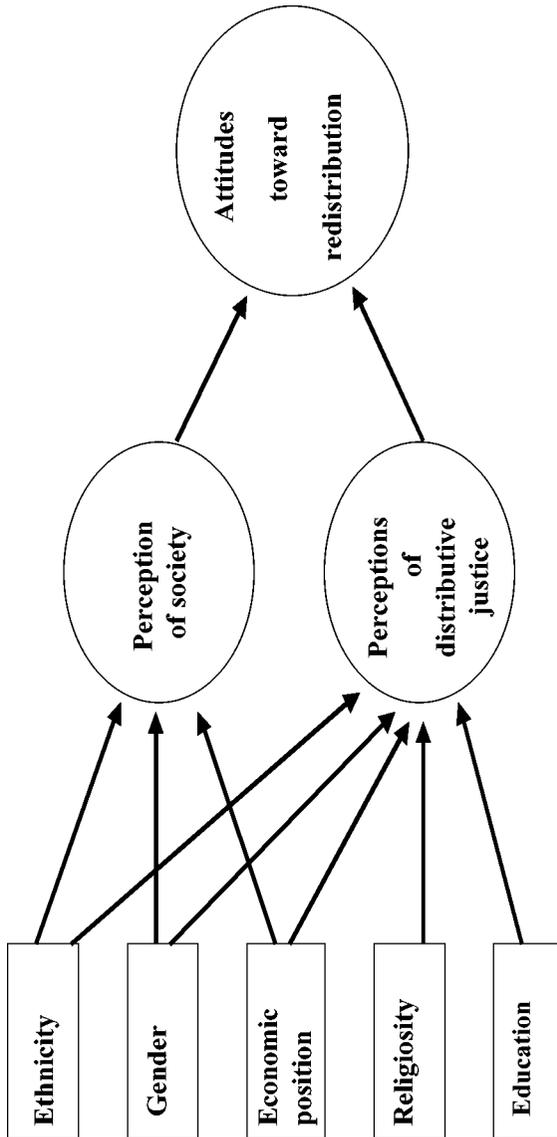 Ethnicity
Gender
Economic
position
Religiosity
Education
Perception
of society
Perceptions
of
distributive
justice
Attitudes
toward
redistribution